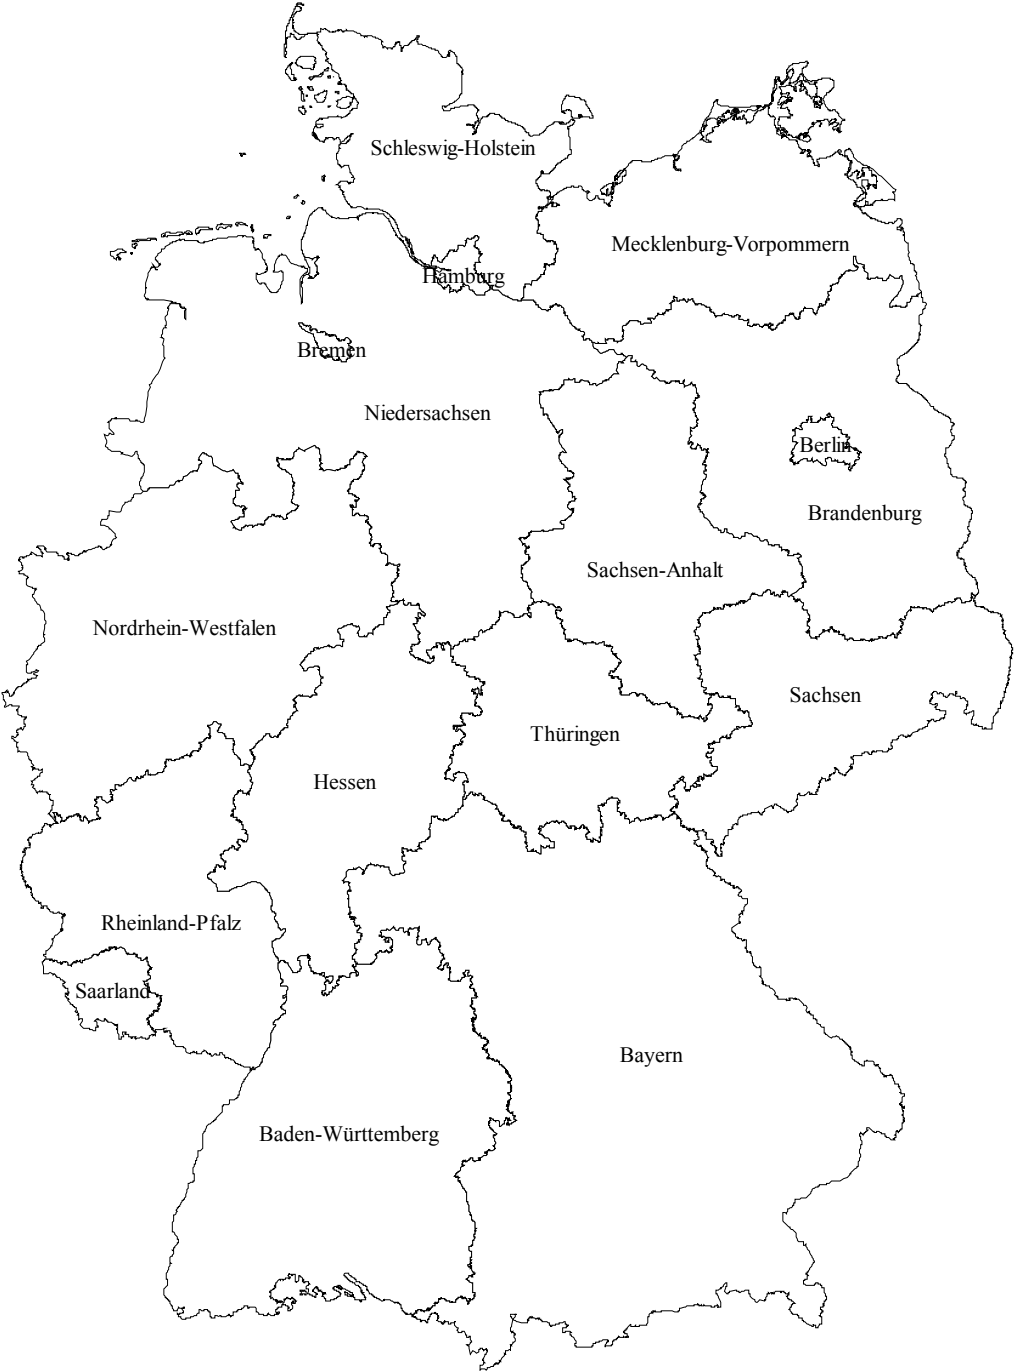 Schleswig-Holstein
Mecklenburg-Vorpommern
Hamburg
Bremen
Niedersachsen
Berlin
Brandenburg
Sachsen-Anhalt
Nordrhein-Westfalen
Sachsen
Thüringen
Hessen
Rheinland-Pfalz
Saarland
Bayern
Baden-Württemberg